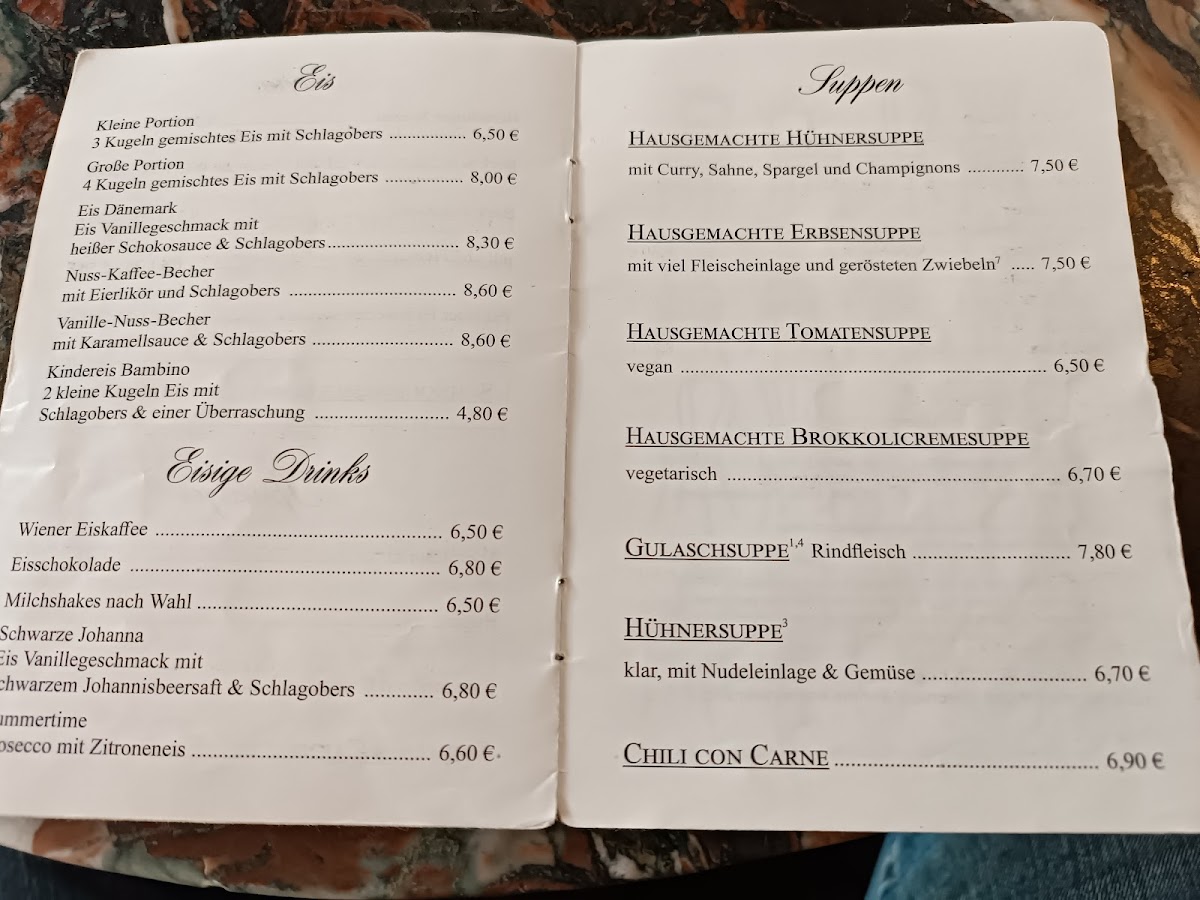 Eis
Kleine Portion
3 Kugeln gemischtes Eis mit Schlagobers ................ 6,50 €
Große Portion
4 Kugeln gemischtes Eis mit Schlagobers ................ 8,00 €
Eis Dänemark
Eis Vanillegeschmack mit
heißer Schokosauce & Schlagobers........................... 8,30 €
Nuss-Kaffee-Becher
mit Eierlikör und Schlagobers .................................. 8,60 €
Vanille-Nuss-Becher
mit Karamellsauce & Schlagobers ............................ 8,60 €
Kindereis Bambino
2 kleine Kugeln Eis mit
Schlagobers & einer Überraschung .......................... 4,80 €
Eisige Drinks
Wiener Eiskaffee ........................................................ 6,50 €
Eisschokolade ............................................................ 6,80 €
Milchshakes nach Wahl ............................................... 6,50 €
Schwarze Johanna
Eis Vanillegeschmack mit
chwarzem Johannisbeersaft & Schlagobers ............. 6,80 €
ummertime
osecco mit Zitroneneis .............................................. 6,60 €
Suppen
HAUSGEMACHTE HÜHNERSUPPE
mit Curry, Sahne, Spargel und Champignons ............ 7,50 €
HAUSGEMACHTE ERBSENSUPPE
mit viel Fleischeinlage und gerösteten Zwiebeln⁷ ..... 7,50 €
HAUSGEMACHTE TOMATENSUPPE
vegan .......................................................................... 6,50 €
HAUSGEMACHTE BROKKOLICREMESUPPE
vegetarisch .................................................................. 6,70 €
GULASCHSUPPE¹,⁴ Rindfleisch ................................ 7,80 €
HÜHNERSUPPE³
klar, mit Nudeleinlage & Gemüse ................................ 6,70 €
CHILI CON CARNE .................................................... 6,90 €